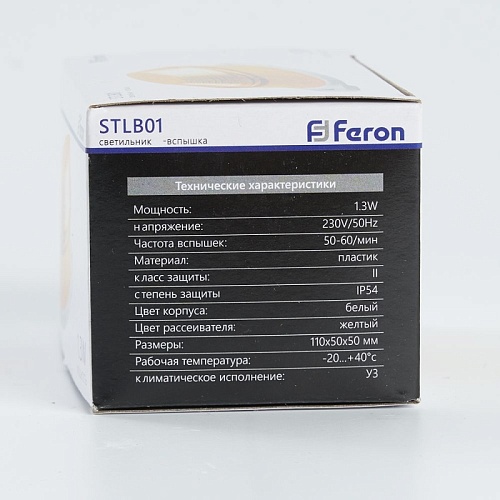 STLB01
светильник -вспышка
Feron
Технические характеристики
Мощность: 1.3W
напряжение: 230V/50Hz
Частота вспышек: 50-60/мин
Материал: пластик
класс защиты: II
степень защиты IP54
Цвет корпуса: белый
Цвет рассеивателя: желтый
Размеры: 110x50x50 мм
Рабочая температура: -20...+40°с
климатическое исполнение: У3